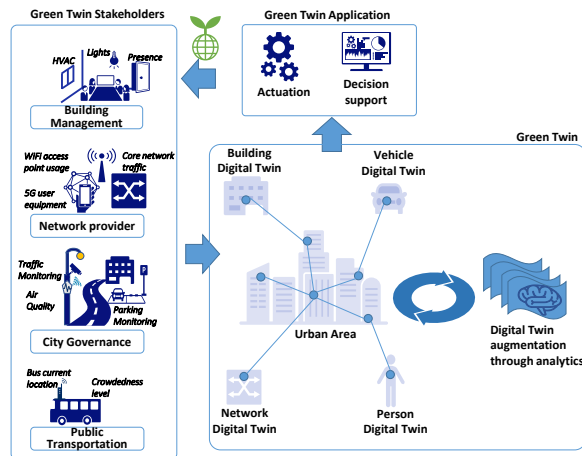 Green Twin Stakeholders
Lights
HVAC
Presence
Building
Management
WiFi access
point usage
Core network
traffic
5G user
equipment
Network provider
Traffic
Monitoring
Air
Quality
Parking
Monitoring
City Governance
Bus current
location
Crowdedness
level
Public
Transportation
Green Twin Application
Actuation
Decision
support
Green Twin
Building
Digital Twin
Vehicle
Digital Twin
Urban Area
Network
Digital Twin
Person
Digital Twin
Digital Twin
augmentation
through analytics